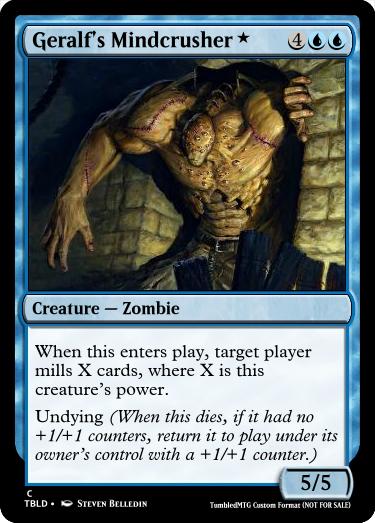 Geralf's Mindcrusher★ 4
Creature — Zombie
When this enters play, target player
mills X cards, where X is this
creature's power.
Undying (When this dies, if it had no
+1/+1 counters, return it to play under its
owner's control with a +1/+1 counter.)
5/5
C
TBLD • Steven Belledin
TumbledMTG Custom Format (NOT FOR SALE)